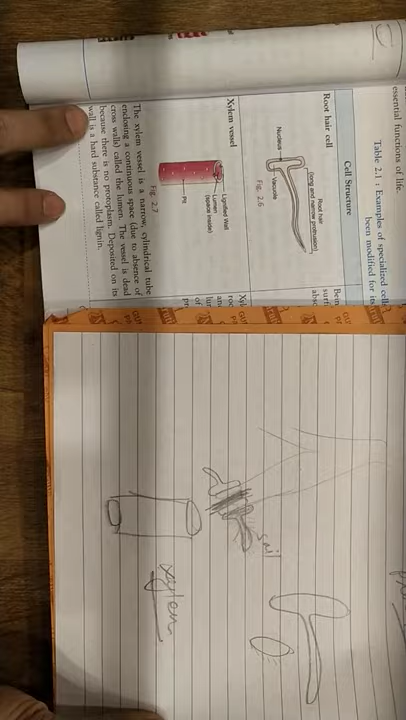 essential functions of life.
Table 2.1 : Examples of specialized cell
been modified for its
Cell Structure
Root hair cell
Root hair
(long and narrow protrusion)
Nucleus
Vacuole
Fig. 2.6
Xylem vessel
Lignified wall
Lumen
(space inside)
Pit
Fig. 2.7
The xylem vessel is a narrow, cylindrical tube
enclosing a continuous space (due to absence of
cross walls) called the lumen. The vessel is dead
because there is no protoplasm. Deposited on its
wall is a hard substance called lignin.
soil
xylem